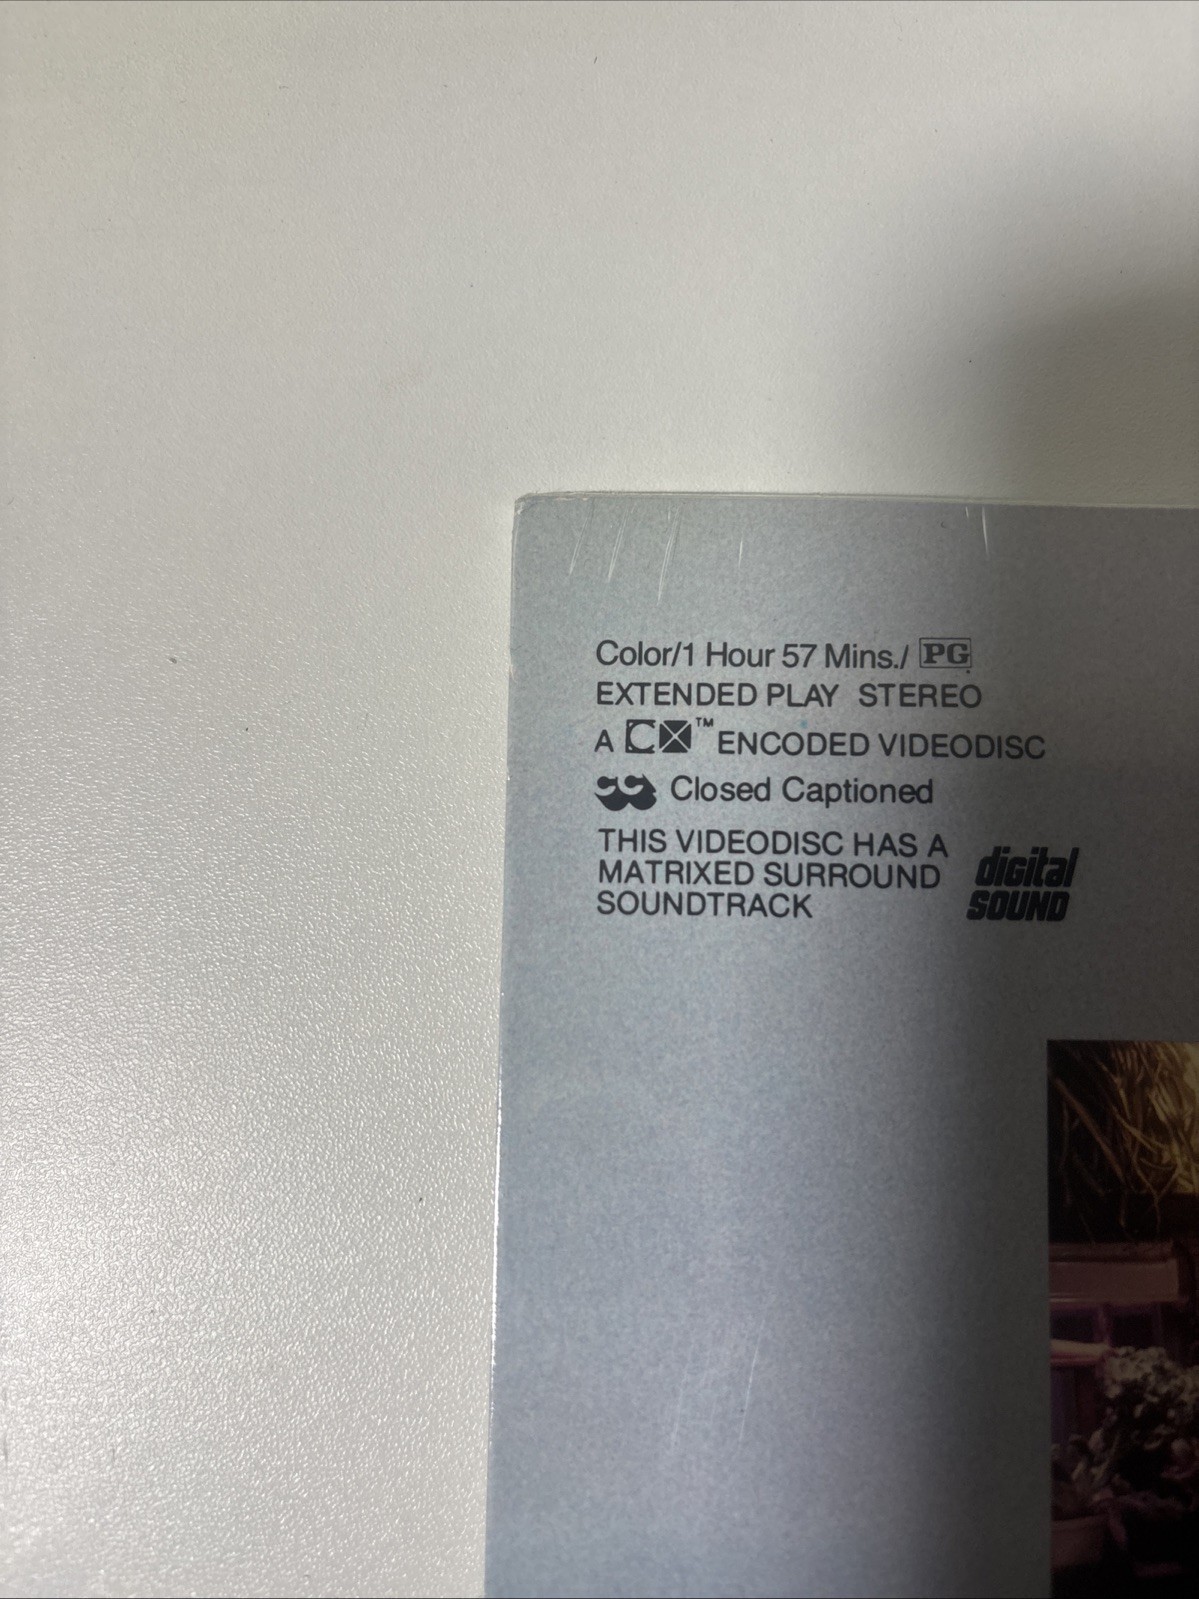 Color/1 Hour 57 Mins./ PG
EXTENDED PLAY STEREO
A CX™ ENCODED VIDEODISC
Closed Captioned
THIS VIDEODISC HAS A
MATRIXED SURROUND
SOUNDTRACK
digital
SOUND